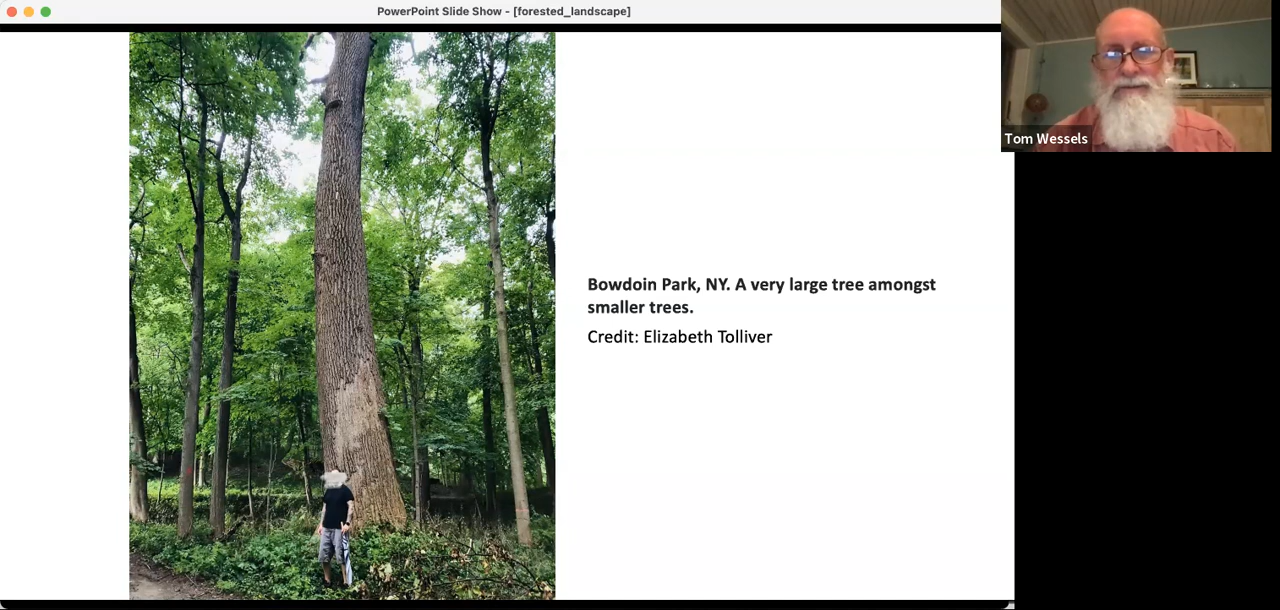 PowerPoint Slide Show - [forested_landscape]
Tom Wessels
Bowdoin Park, NY. A very large tree amongst
smaller trees.
Credit: Elizabeth Tolliver